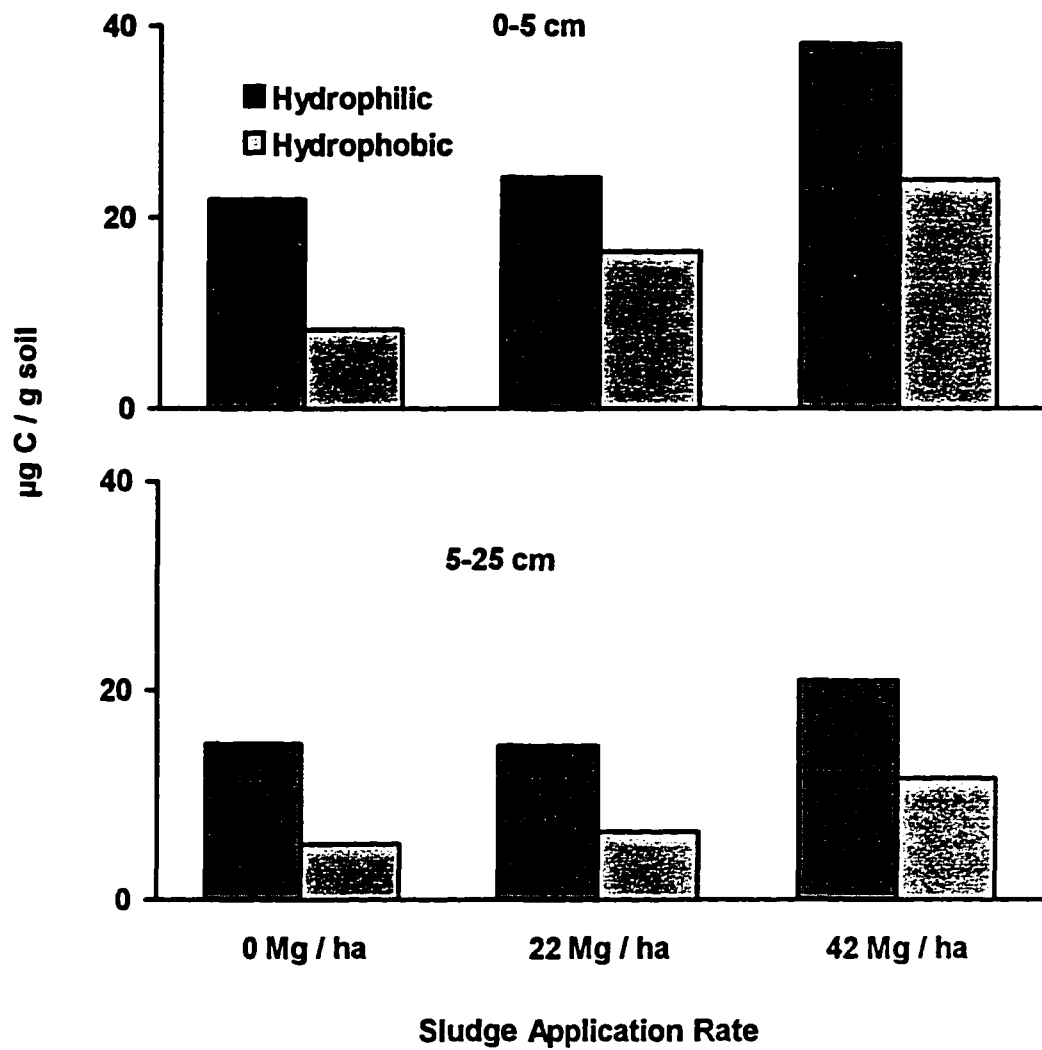 40
0-5 cm
Hydrophilic
Hydrophobic
20
0
µg C / g soil
40
5-25 cm
20
0
0 Mg / ha
22 Mg / ha
42 Mg / ha
Sludge Application Rate